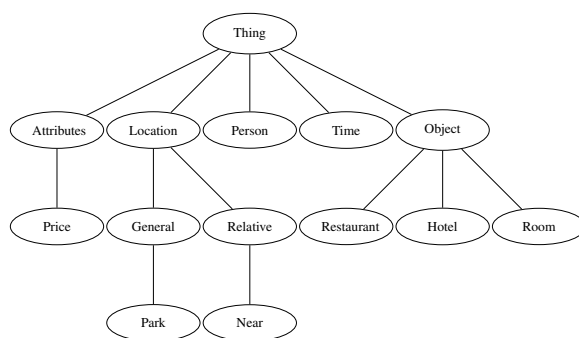 Thing
Attributes Location Person Time Object
Price General Relative Restaurant Hotel Room
Park Near